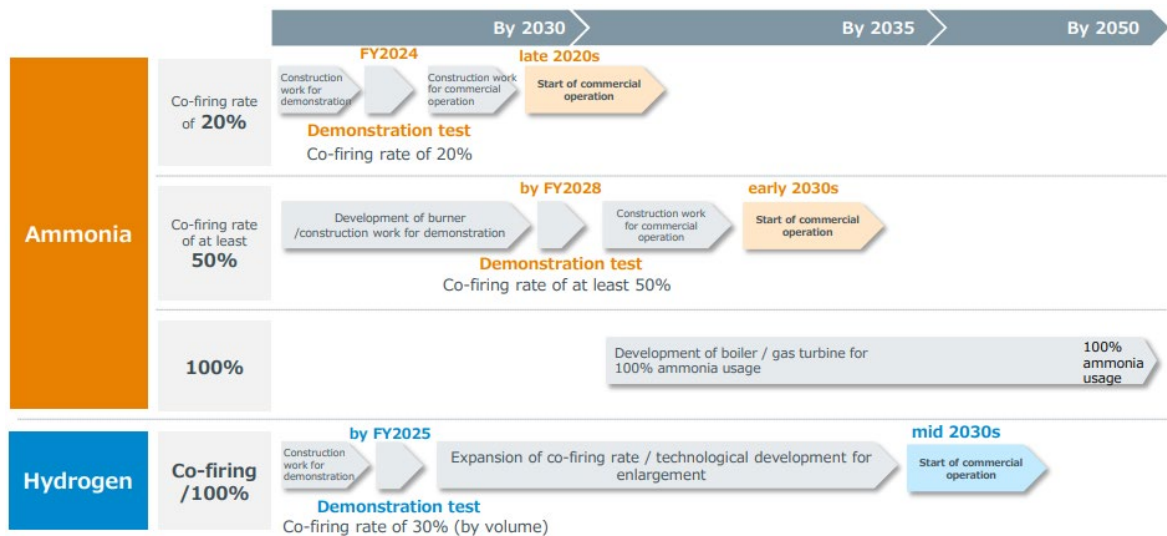 By 2030
By 2035
By 2050
Ammonia
Co-firing rate
of 20%
FY2024
late 2020s
Construction
work for
demonstration
Construction work
for commercial
operation
Start of commercial
operation
Demonstration test
Co-firing rate of 20%
Co-firing rate
of at least
50%
by FY2028
early 2030s
Development of burner
/construction work for demonstration
Construction work
for commercial
operation
Start of commercial
operation
Demonstration test
Co-firing rate of at least 50%
100%
Development of boiler / gas turbine for
100% ammonia usage
100%
ammonia
usage
Hydrogen
Co-firing
/100%
by FY2025
mid 2030s
Construction
work for
demonstration
Expansion of co-firing rate / technological development for
enlargement
Start of commercial
operation
Demonstration test
Co-firing rate of 30% (by volume)